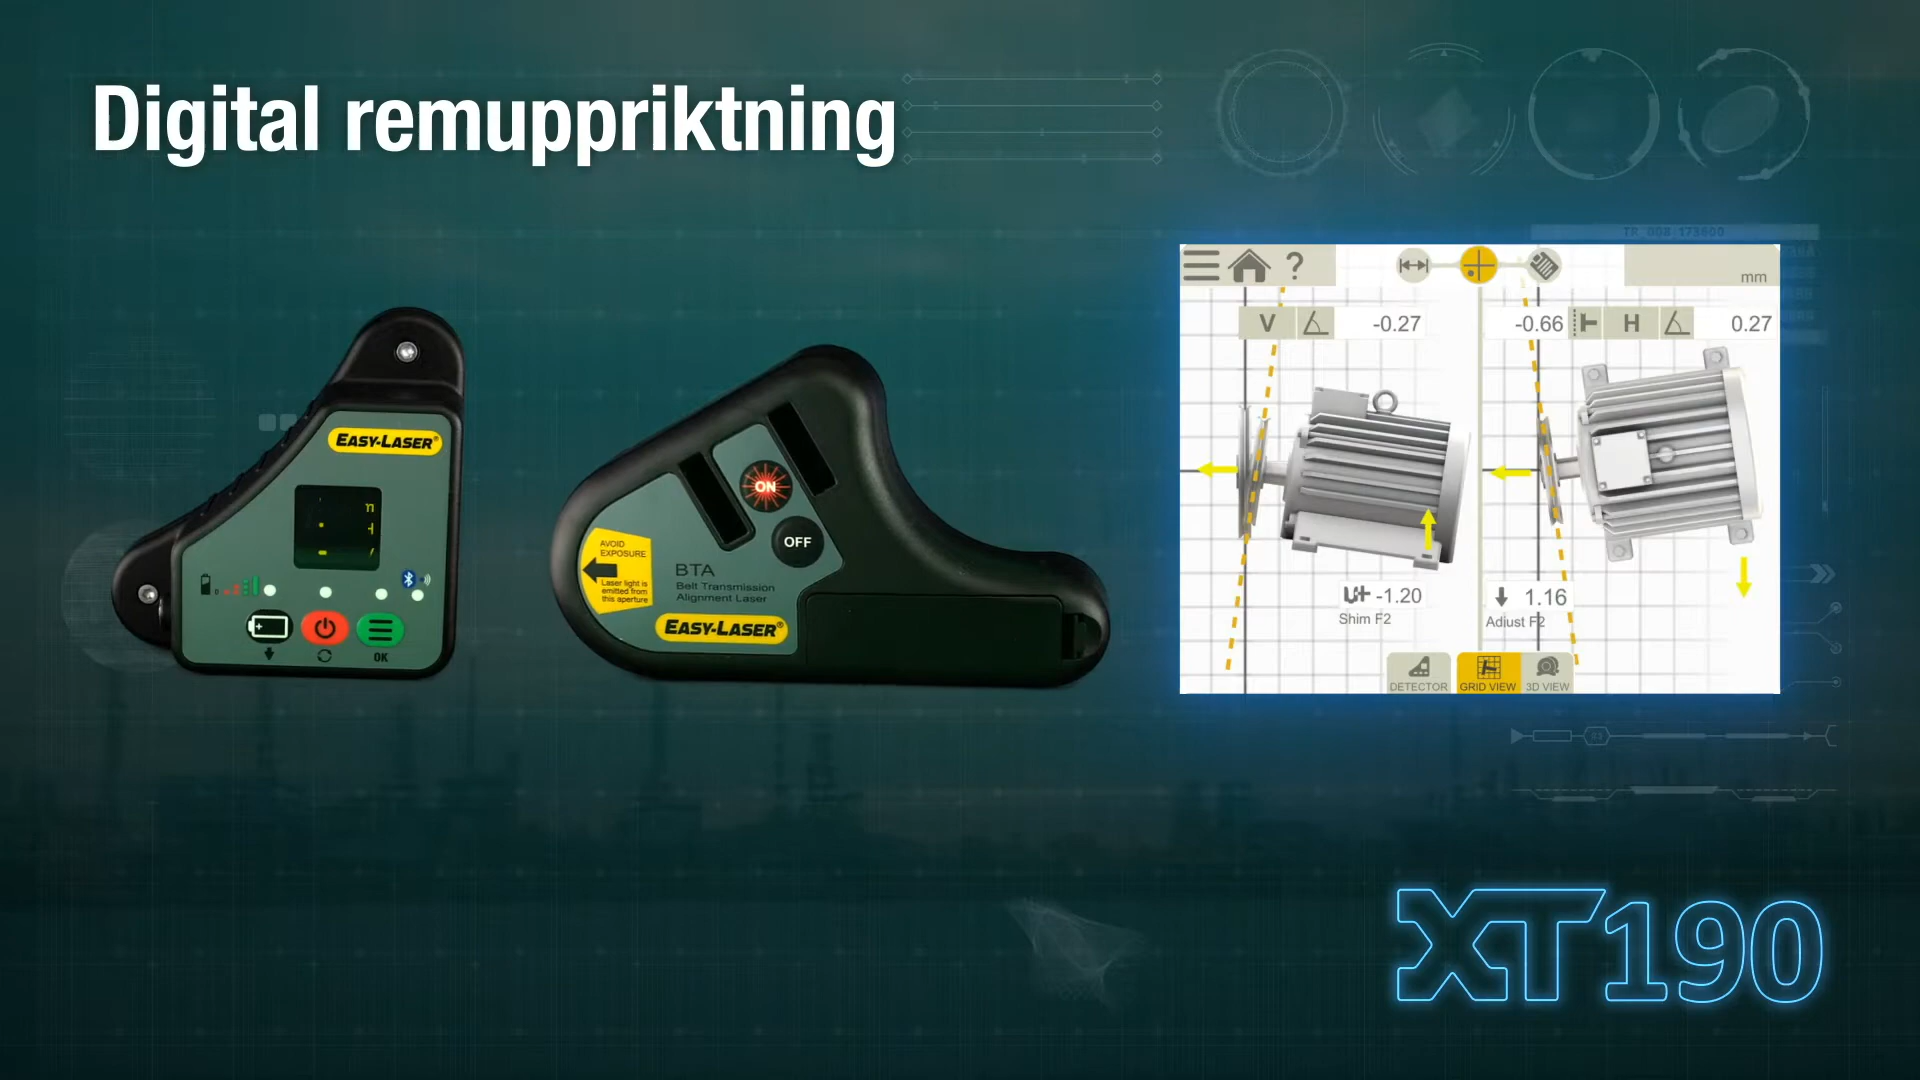 Digital remuppriktning
TR_008-173600
?
mm
V
-0.27
-0.66
H
0.27
EASY-LASER®
ON
OFF
AVOID
EXPOSURE
Laser light is
emitted from
this aperture
BTA
Belt Transmission
Alignment Laser
EASY-LASER®
OK
-1.20
Shim F2
1.16
Adjust F2
DETECTOR
GRID VIEW
3D VIEW
XT190